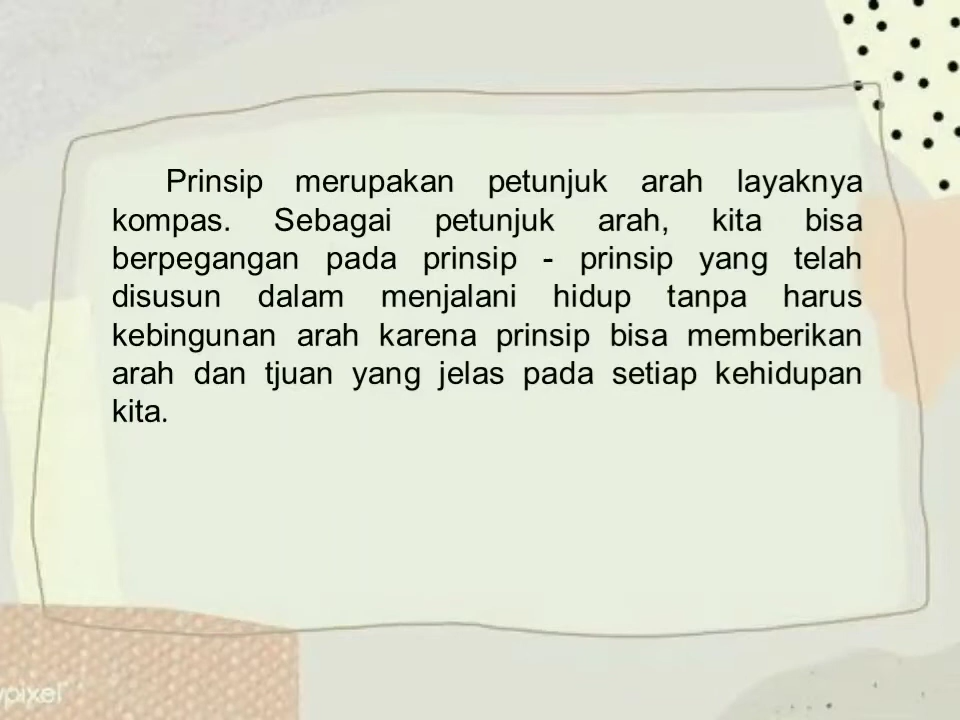 Prinsip merupakan petunjuk arah layaknya
kompas. Sebagai petunjuk arah, kita bisa
berpegangan pada prinsip - prinsip yang telah
disusun dalam menjalani hidup tanpa harus
kebingunan arah karena prinsip bisa memberikan
arah dan tjuan yang jelas pada setiap kehidupan
kita.
ypixel